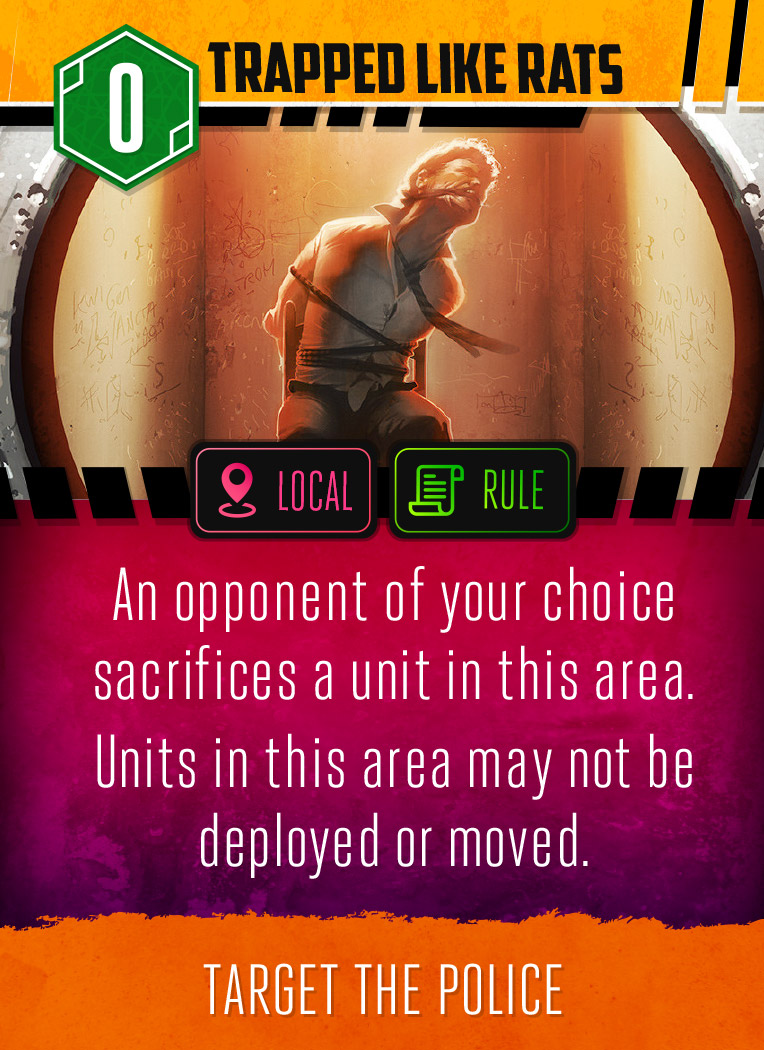 0
TRAPPED LIKE RATS
LOCAL
RULE
An opponent of your choice
sacrifices a unit in this area.
Units in this area may not be
deployed or moved.
TARGET THE POLICE